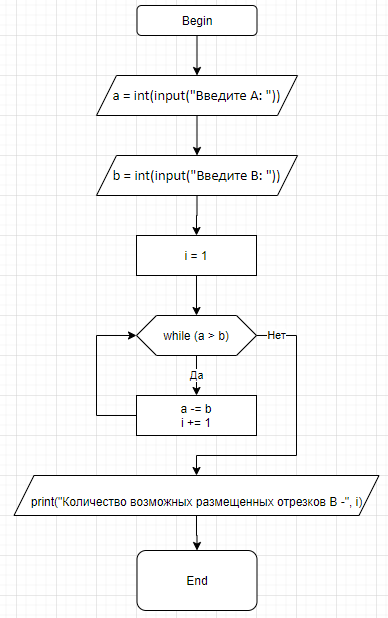 Begin
a = int(input("Введите A: "))
b = int(input("Введите B: "))
i = 1
while (a > b)
Нет
Да
a -= b
i += 1
print("Количество возможных размещенных отрезков B -", i)
End